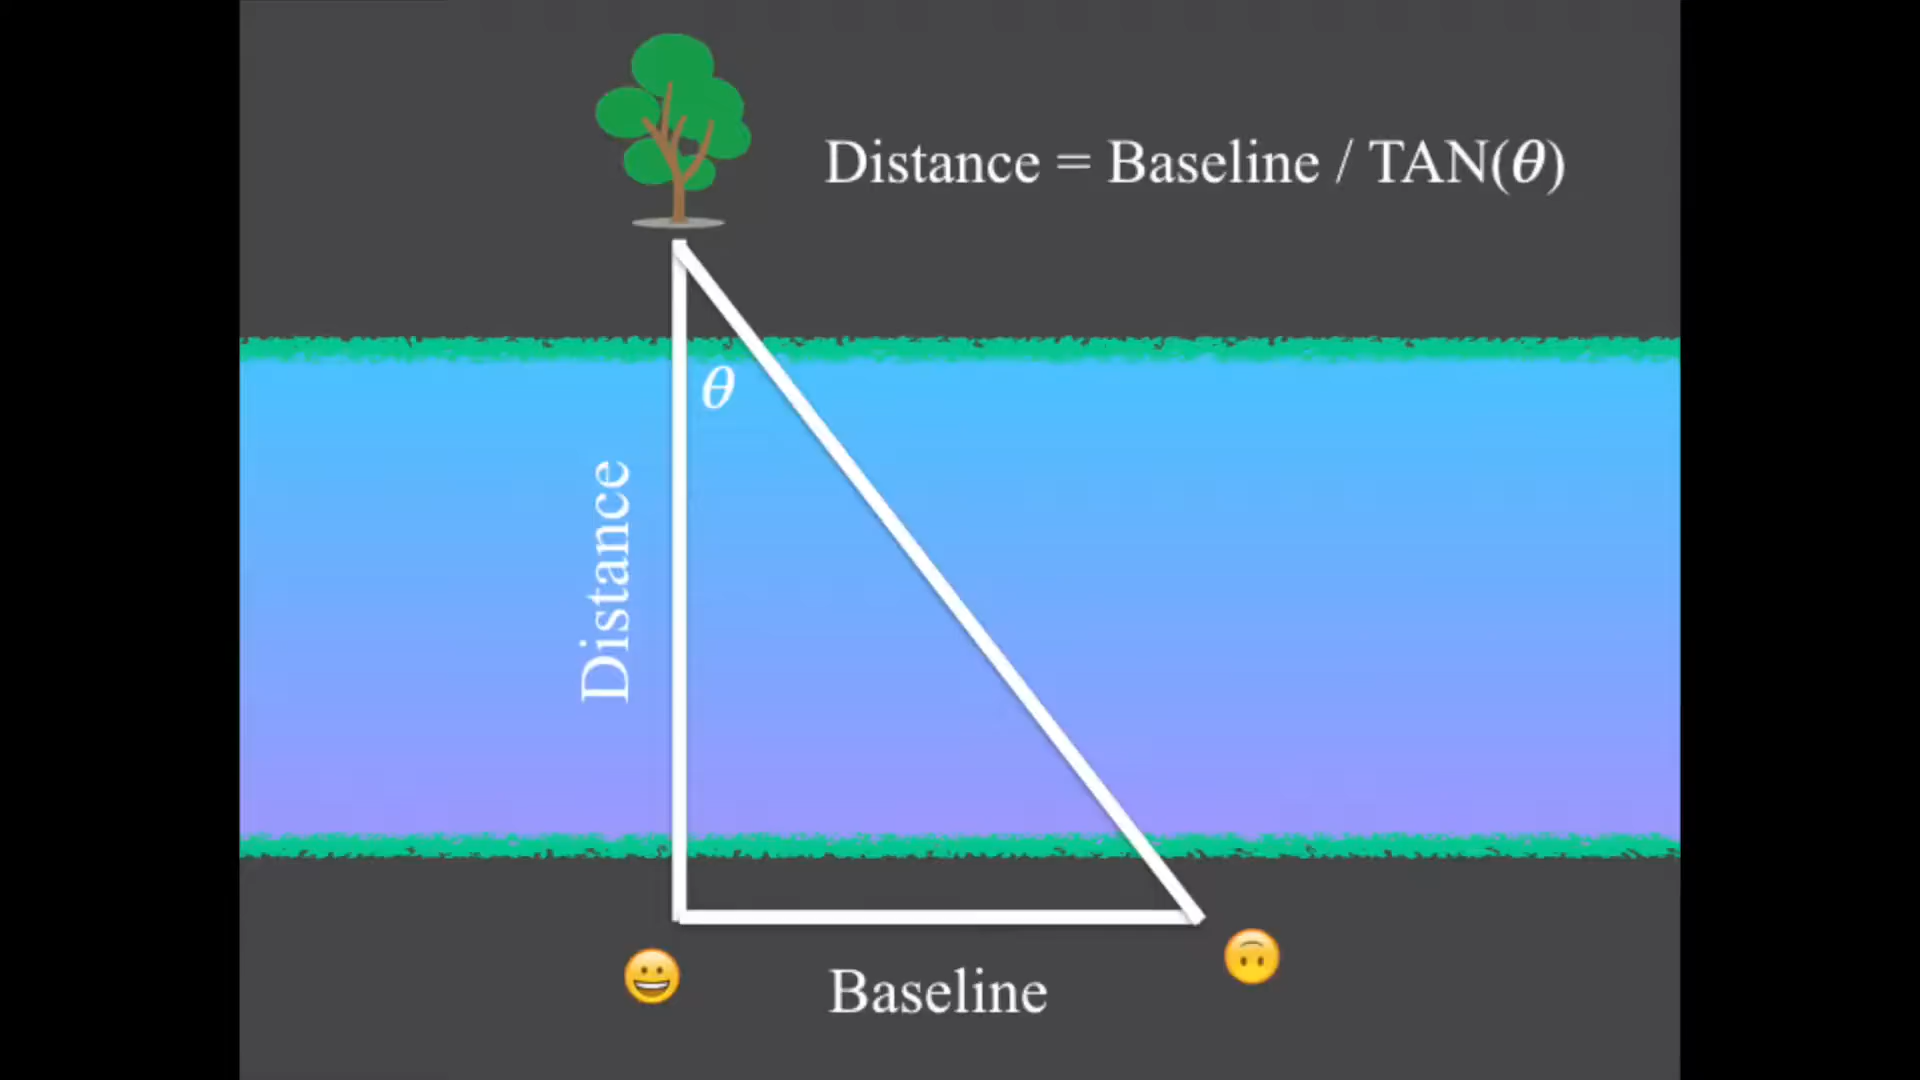 Distance = Baseline / TAN(θ)
θ
Distance
Baseline